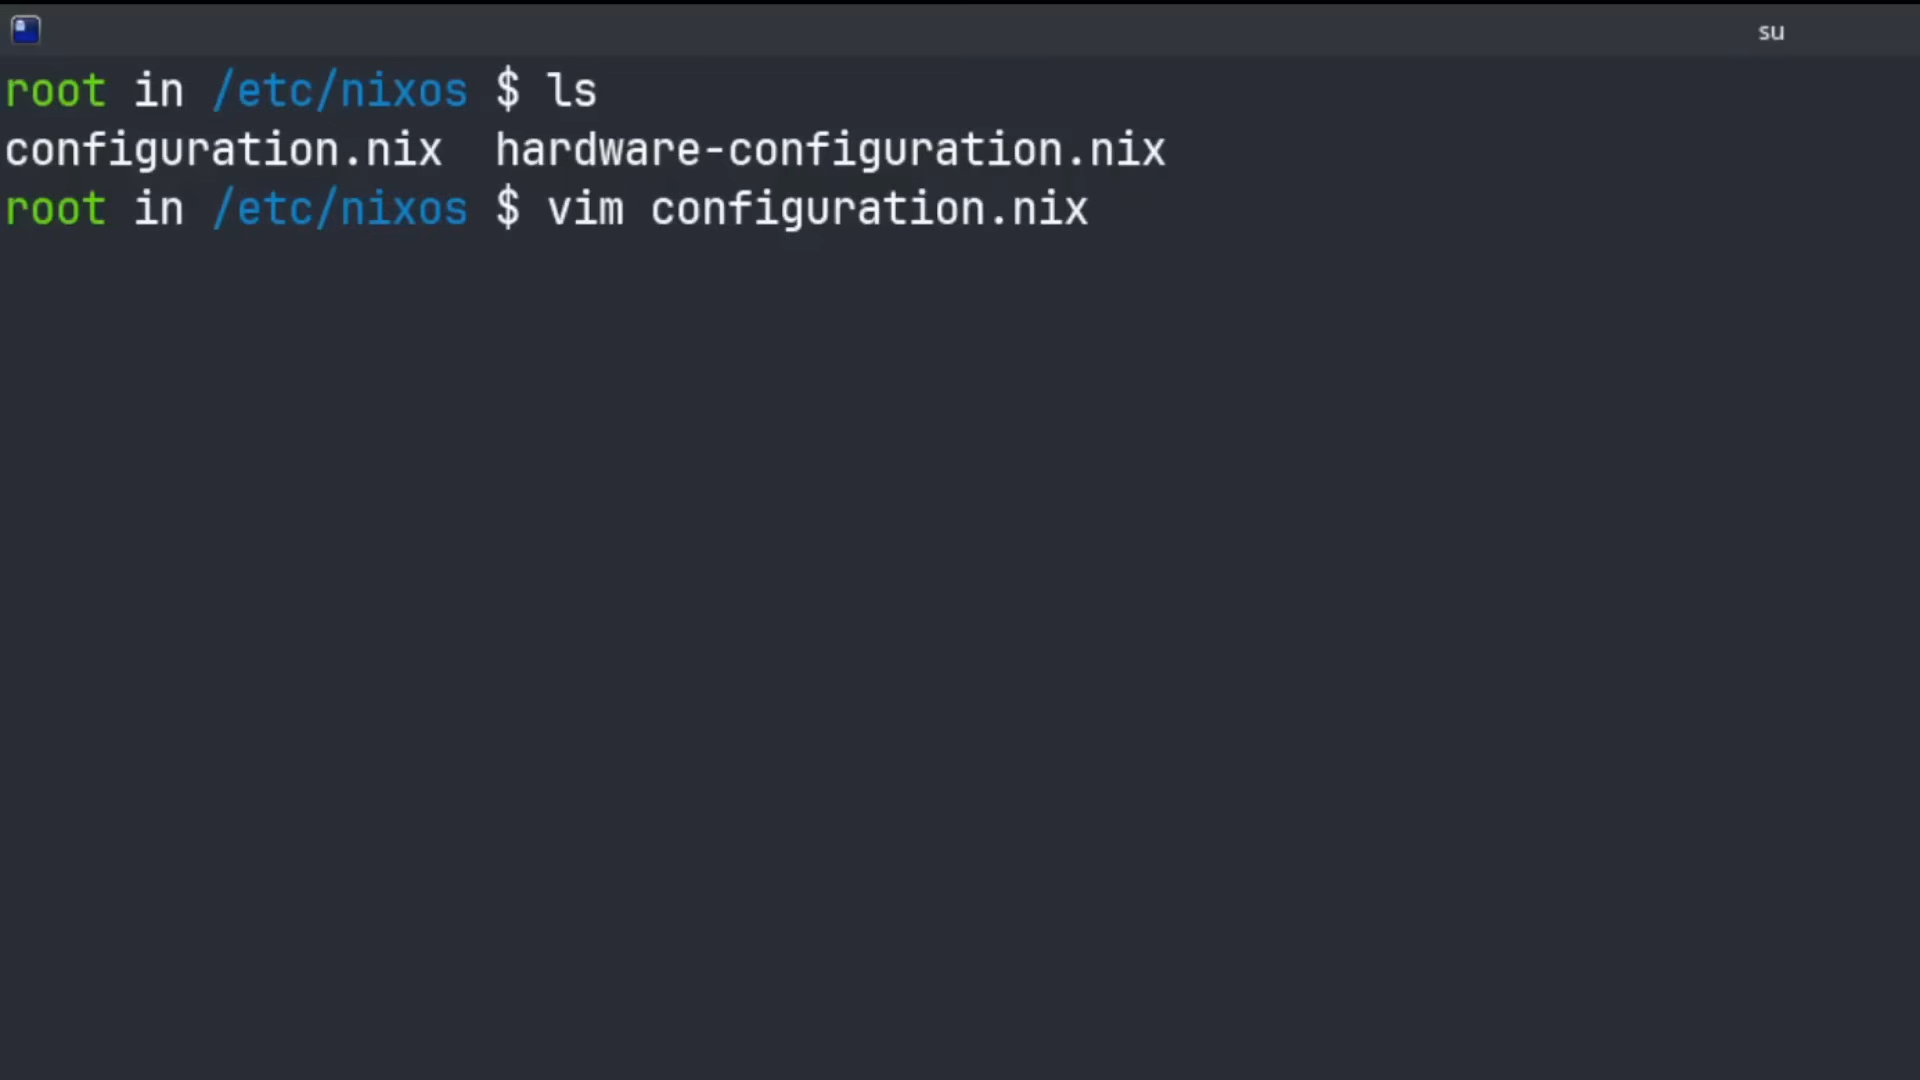 su
root in /etc/nixos $ ls
configuration.nix  hardware-configuration.nix
root in /etc/nixos $ vim configuration.nix